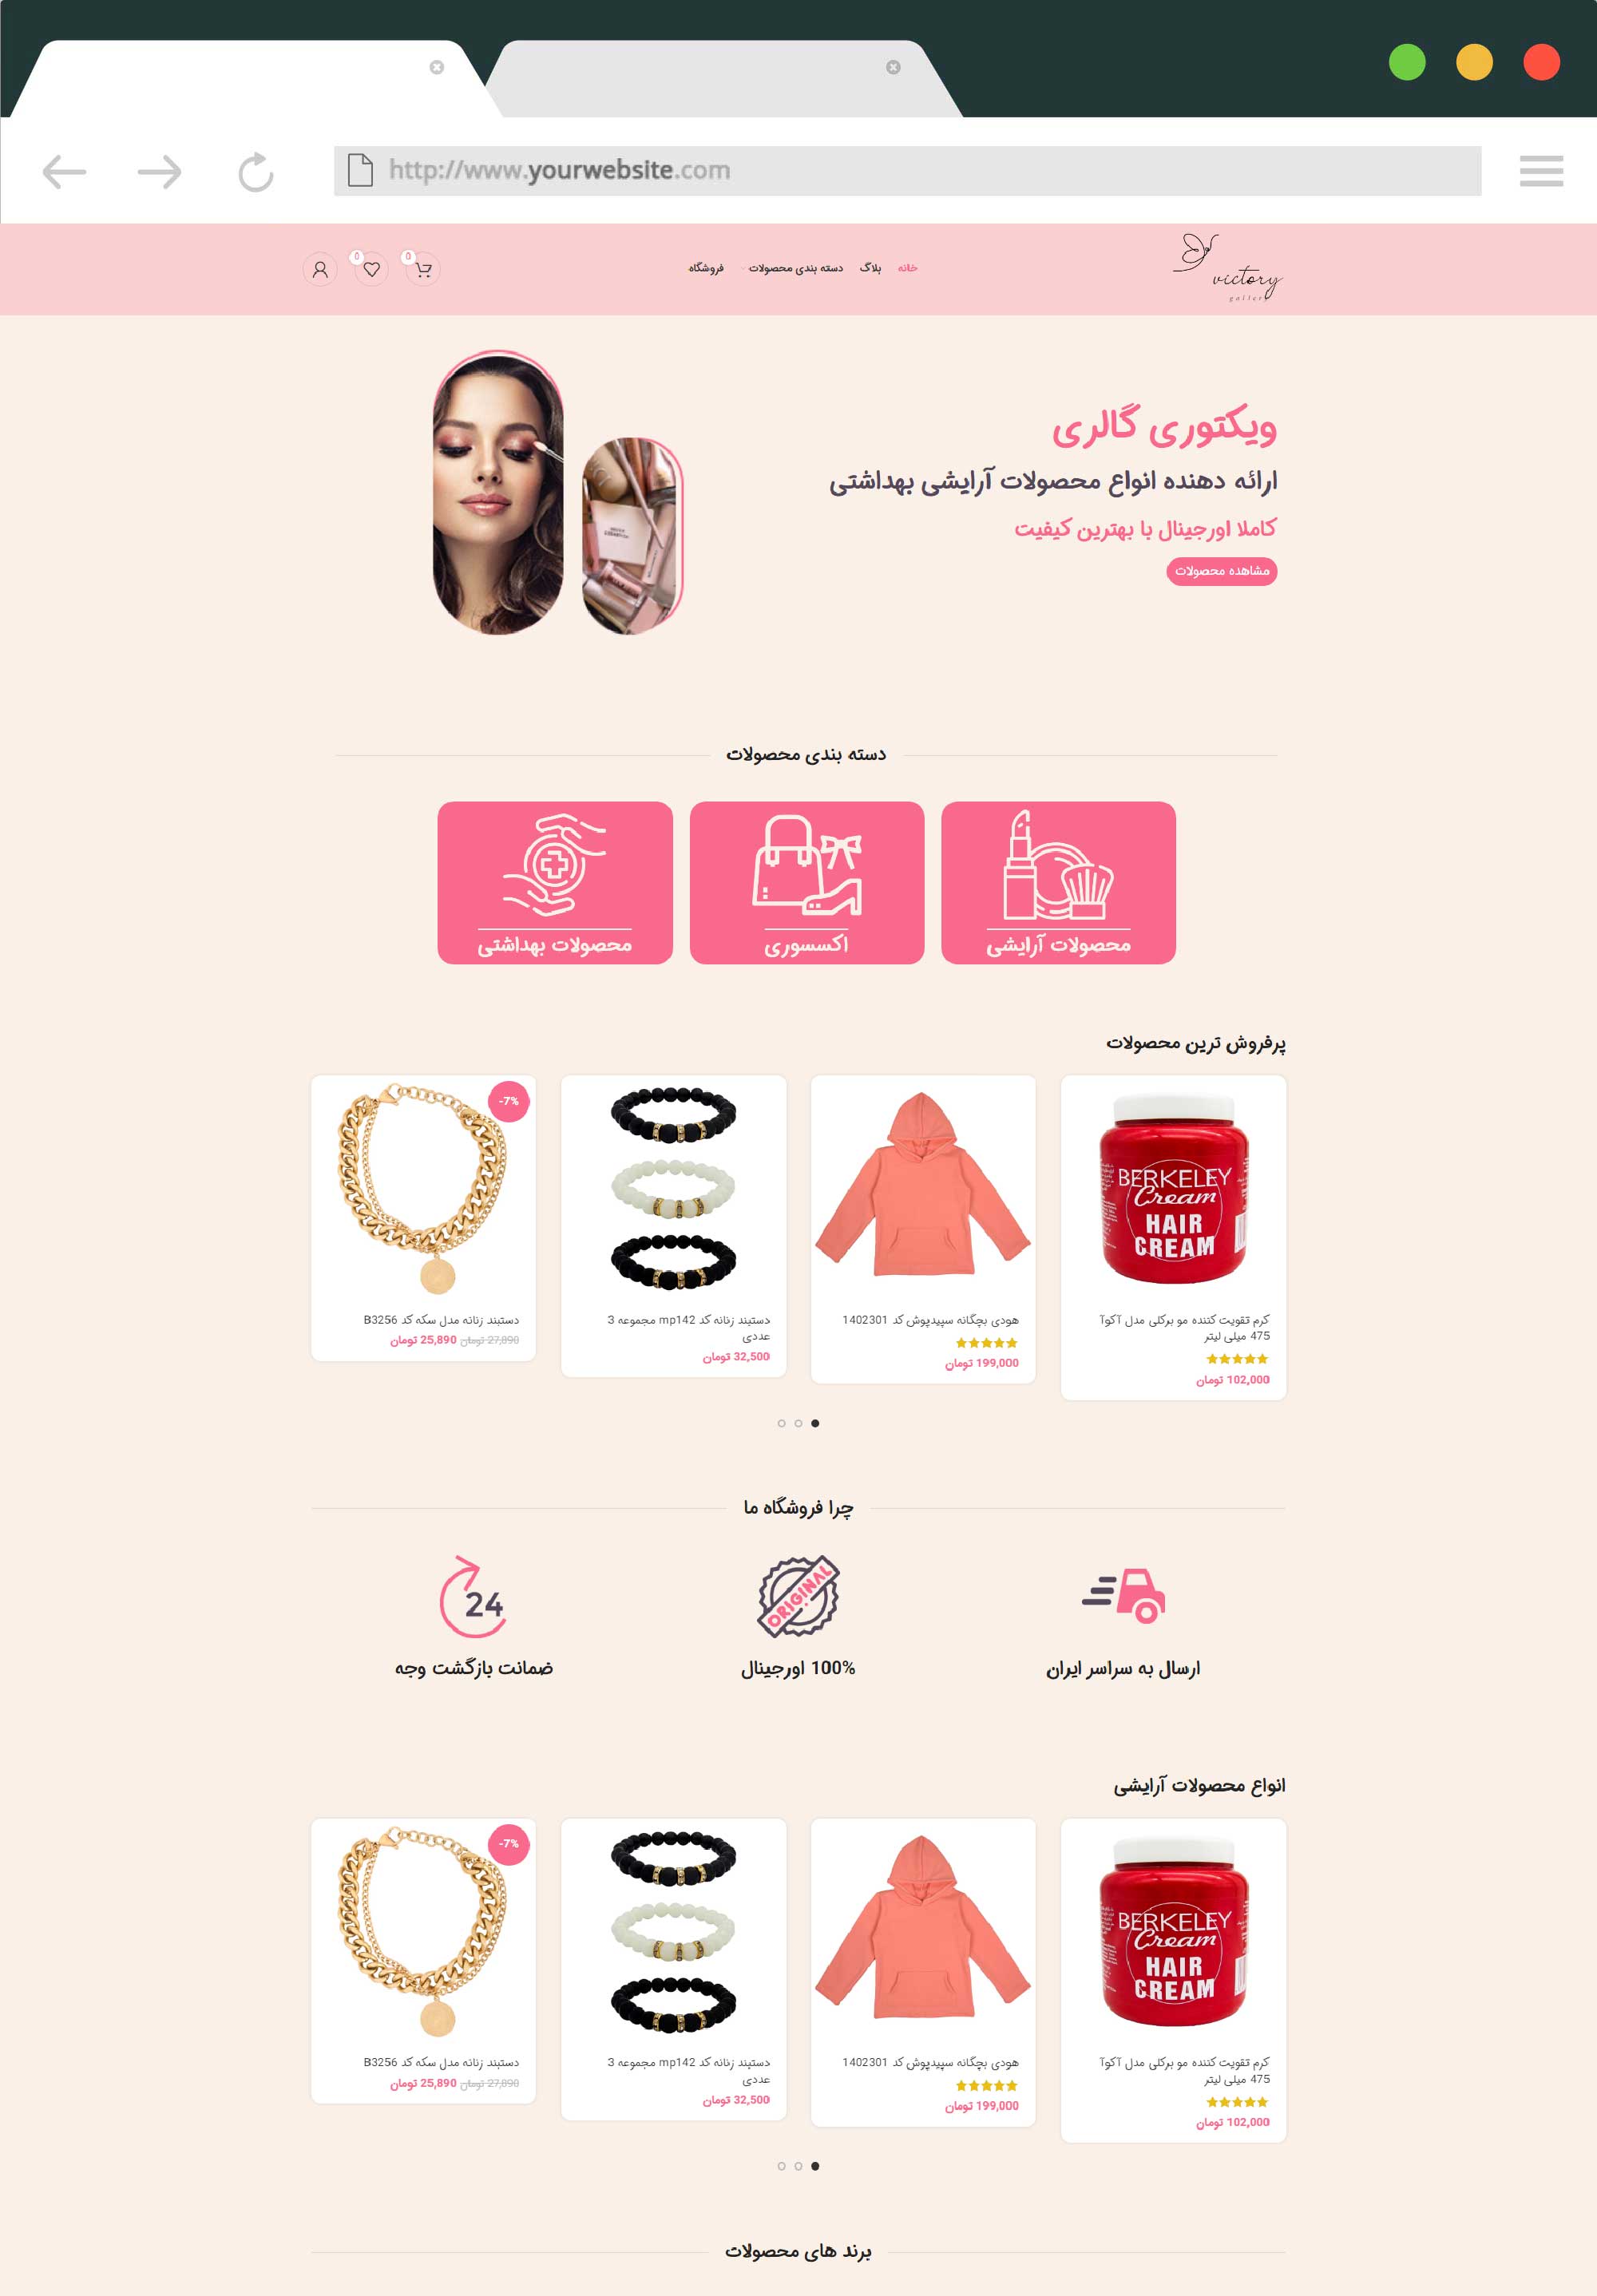 http://www.yourwebsite.com
victory
gallery
خانه
بلاگ
دسته بندی محصولات
فروشگاه
0
0
ویکتوری گالری
ارائه دهنده انواع محصولات آرایشی بهداشتی
کاملا اورجینال با بهترین کیفیت
مشاهده محصولات
دسته بندی محصولات
محصولات آرایشی
اکسسوری
محصولات بهداشتی
پرفروش ترین محصولات
BERKELEY
Cream
HAIR
CREAM
کرم تقویت کننده مو برکلی مدل آکوآ
475 میلی لیتر
102,000 تومان
هودی بچگانه سپیدپوش کد 1402301
199,000 تومان
دستبند زنانه کد mp142 مجموعه 3
عددی
32,500 تومان
-7%
دستبند زنانه مدل سکه کد B3256
27,890 تومان 25,890 تومان
چرا فروشگاه ما
ارسال به سراسر ایران
ORIGINAL
100% اورجینال
24
ضمانت بازگشت وجه
انواع محصولات آرایشی
BERKELEY
Cream
HAIR
CREAM
کرم تقویت کننده مو برکلی مدل آکوآ
475 میلی لیتر
102,000 تومان
هودی بچگانه سپیدپوش کد 1402301
199,000 تومان
دستبند زنانه کد mp142 مجموعه 3
عددی
32,500 تومان
-7%
دستبند زنانه مدل سکه کد B3256
27,890 تومان 25,890 تومان
برند های محصولات